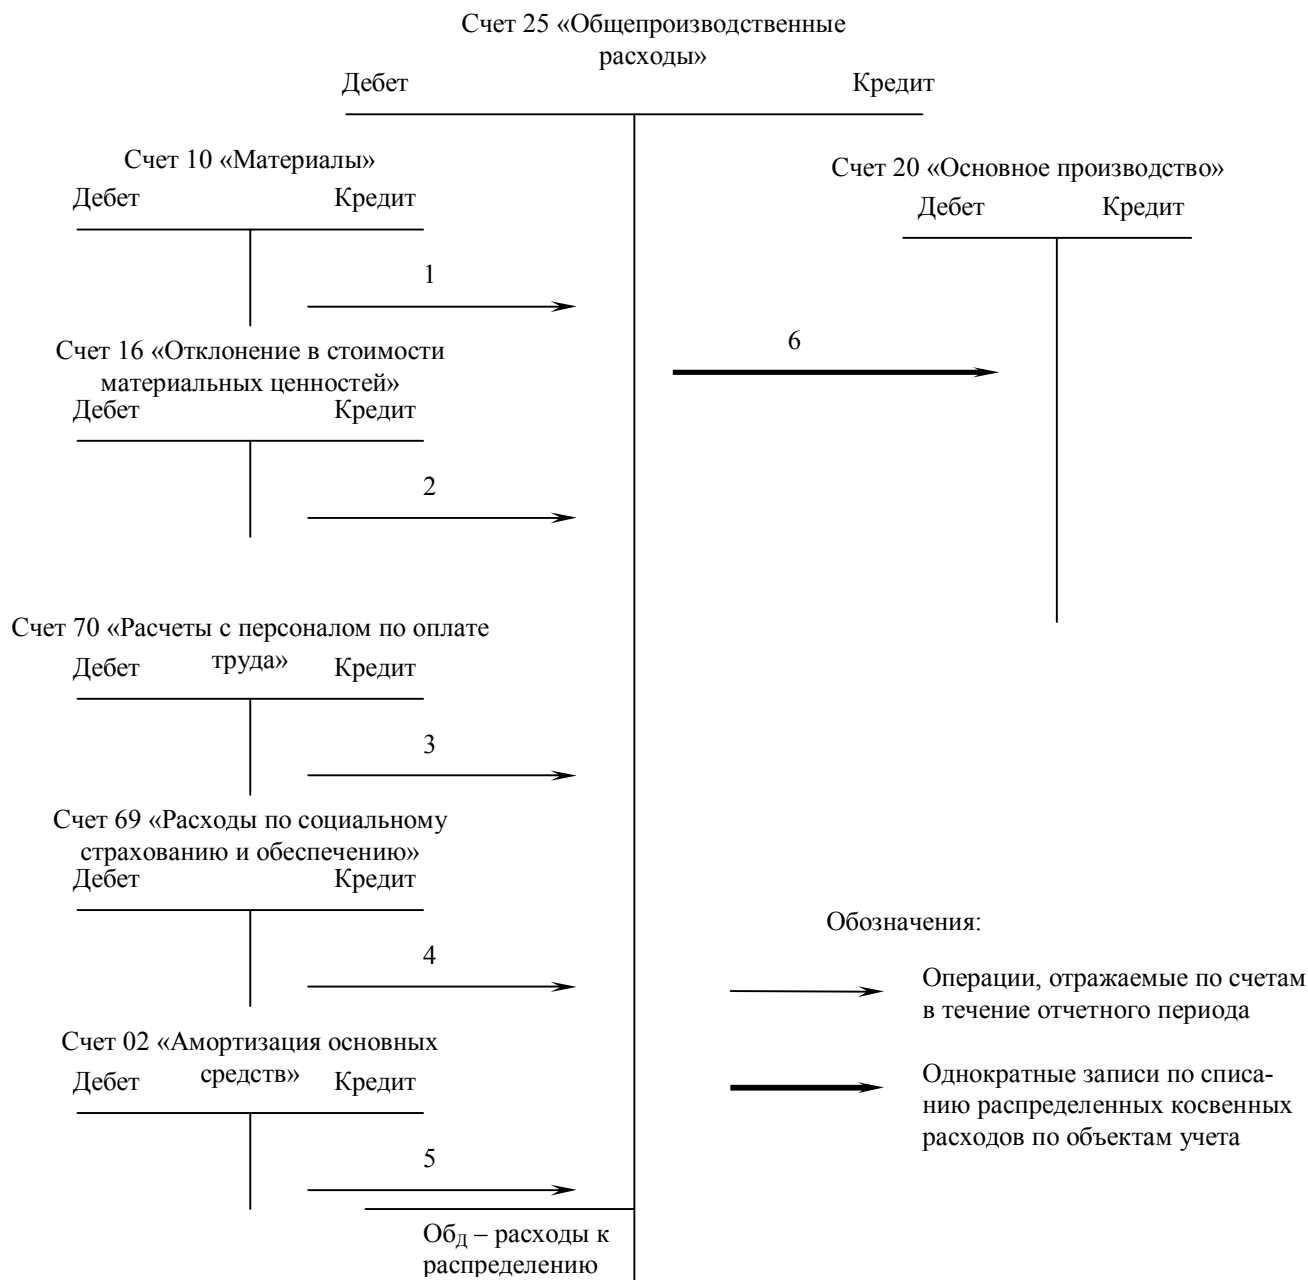 Счет 25 «Общепроизводственные
расходы»
Дебет
Кредит
Счет 10 «Материалы»
Дебет
Кредит
1
Счет 16 «Отклонение в стоимости
материальных ценностей»
Дебет
Кредит
2
Счет 70 «Расчеты с персоналом по оплате
труда»
Дебет
Кредит
3
Счет 69 «Расходы по социальному
страхованию и обеспечению»
Дебет
Кредит
4
Счет 02 «Амортизация основных
средств»
Дебет
Кредит
5
Обд – расходы к
распределению
Счет 20 «Основное производство»
Дебет
Кредит
6
Обозначения:
Операции, отражаемые по счетам
в течение отчетного периода
Однократные записи по списа-
нию распределенных косвенных
расходов по объектам учета